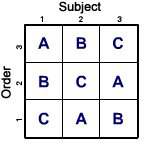 Subject
1 2 3
Order
3 A B C
2 B C A
1 C A B